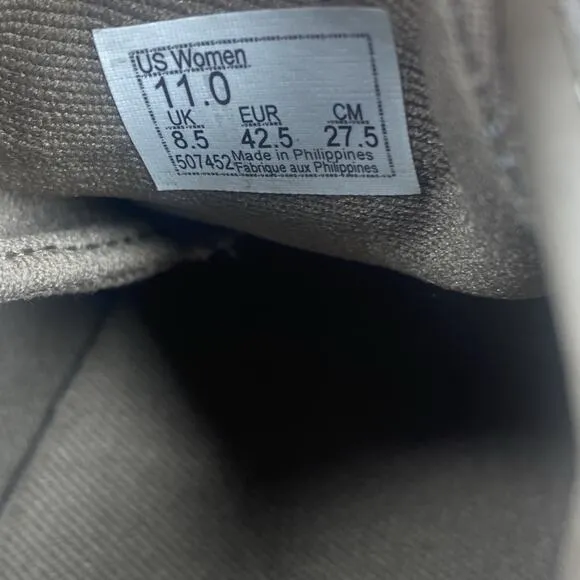 US Women
11.0
UK EUR CM
8.5 42.5 27.5
507452 Made in Philippines
Fabrique aux Philippines